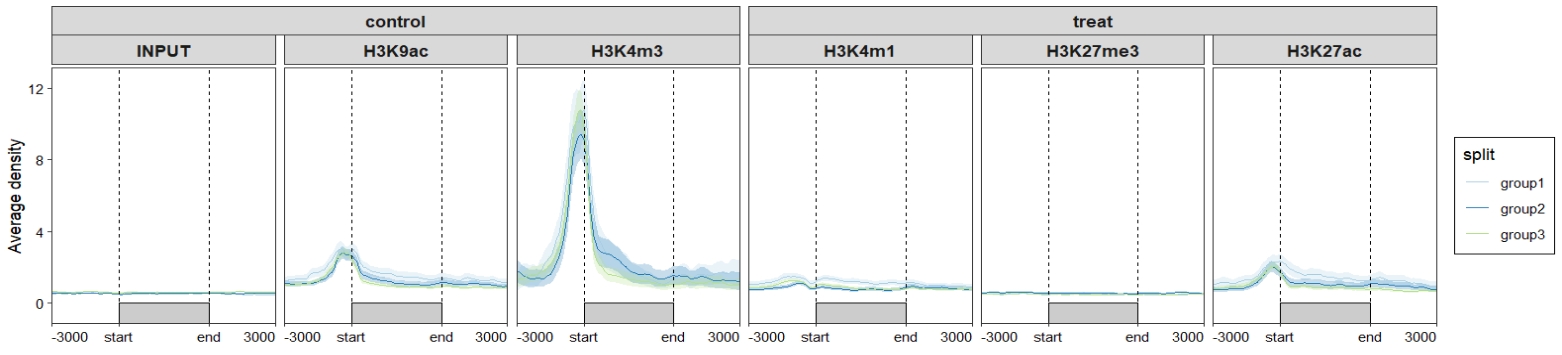 control treat
INPUT H3K9ac H3K4m3 H3K4m1 H3K27me3 H3K27ac
Average density
12
8
4
0
-3000 start end 3000 -3000 start end 3000 -3000 start end 3000 -3000 start end 3000 -3000 start end 3000 -3000 start end 3000
split
group1
group2
group3